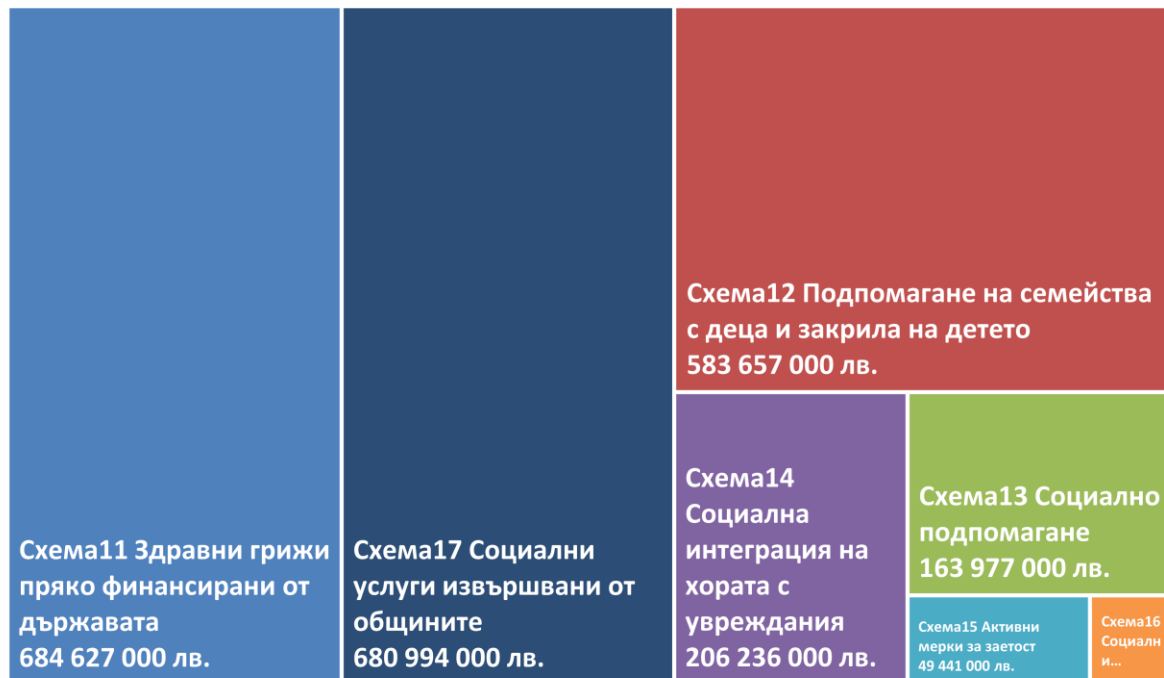 Схема11 Здравни грижи
пряко финансирани от
държавата
684 627 000 лв.
Схема17 Социални
услуги извършвани от
общините
680 994 000 лв.
Схема12 Подпомагане на семейства
с деца и закрила на детето
583 657 000 лв.
Схема14
Социална
интеграция на
хората с
увреждания
206 236 000 лв.
Схема13 Социално
подпомагане
163 977 000 лв.
Схема15 Активни
мерки за заетост
49 441 000 лв.
Схема16
Социалн
и...